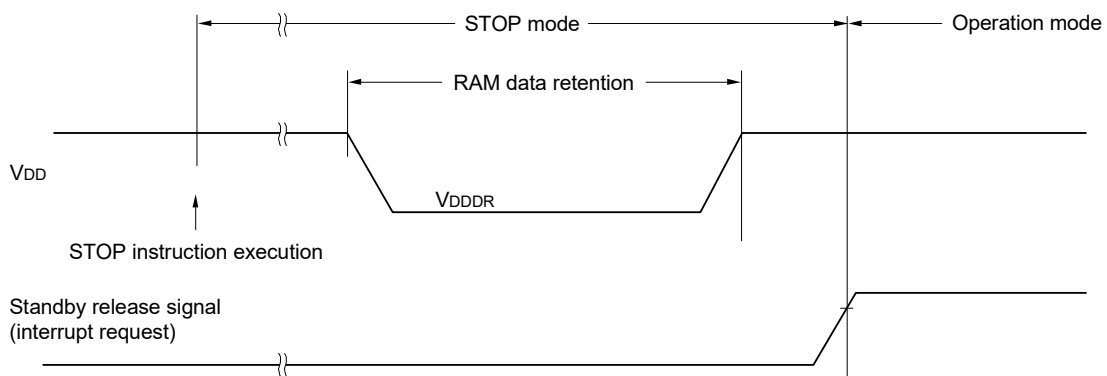 STOP mode
Operation mode
RAM data retention
VDD
VDDDR
STOP instruction execution
Standby release signal
(interrupt request)